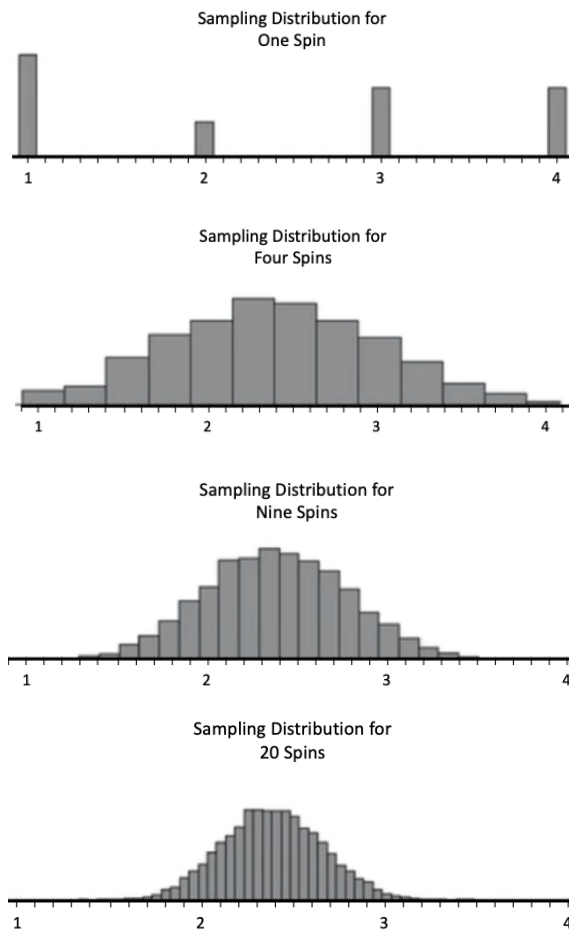 Sampling Distribution for
One Spin
1 2 3 4
Sampling Distribution for
Four Spins
1 2 3 4
Sampling Distribution for
Nine Spins
1 2 3 4
Sampling Distribution for
20 Spins
1 2 3 4